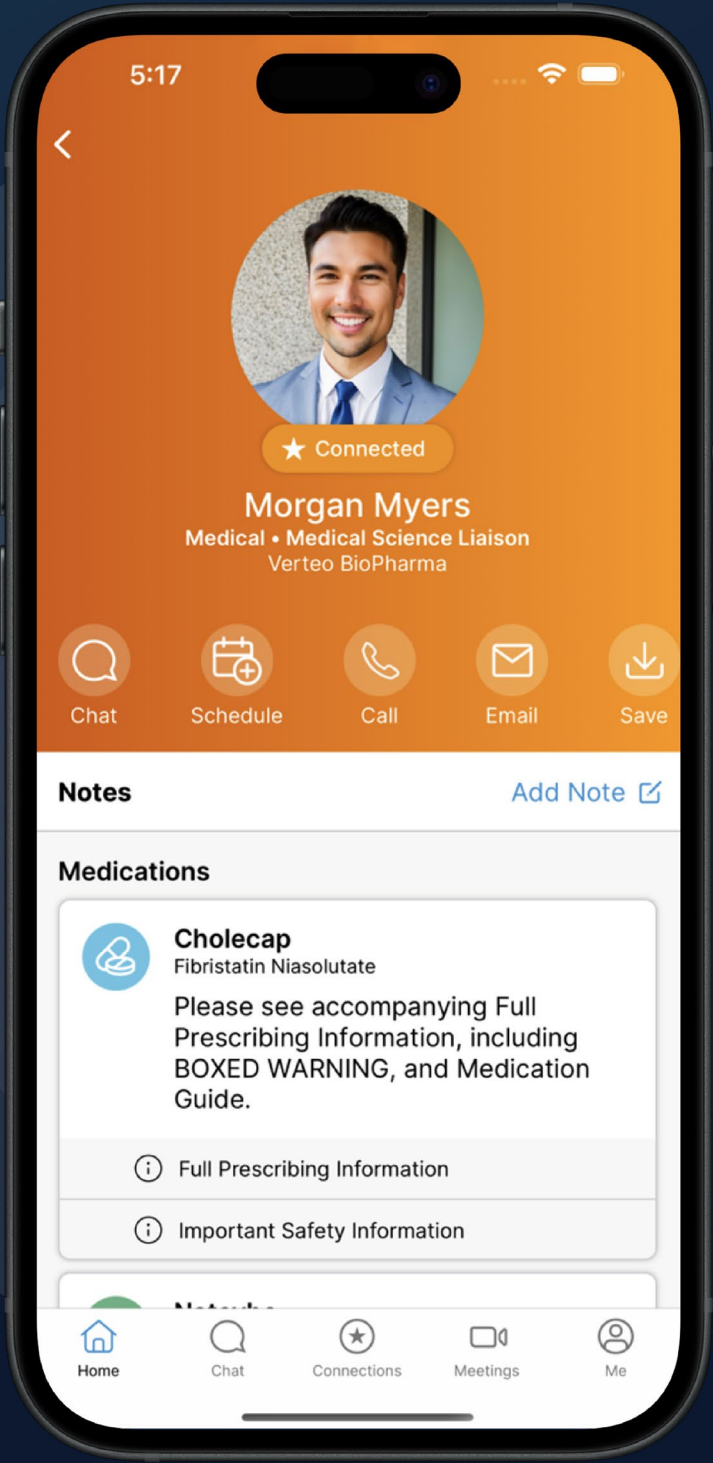 5:17
Connected
Morgan Myers
Medical • Medical Science Liaison
Verteo BioPharma
Chat
Schedule
Call
Email
Save
Notes
Add Note
Medications
Cholecap
Fibristatin Niasolutate
Please see accompanying Full
Prescribing Information, including
BOXED WARNING, and Medication
Guide.
Full Prescribing Information
Important Safety Information
Home
Chat
Connections
Meetings
Me